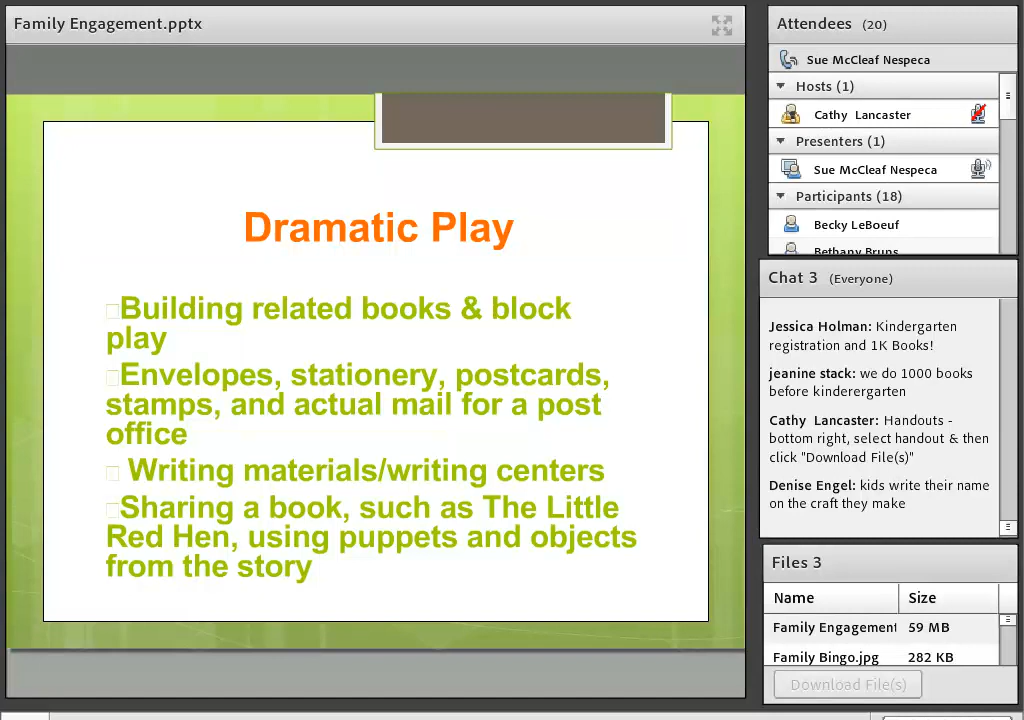 Family Engagement.pptx
Dramatic Play
Building related books & block
play
Envelopes, stationery, postcards,
stamps, and actual mail for a post
office
Writing materials/writing centers
Sharing a book, such as The Little
Red Hen, using puppets and objects
from the story
Attendees (20)
Sue McCleaf Nespeca
Hosts (1)
Cathy Lancaster
Presenters (1)
Sue McCleaf Nespeca
Participants (18)
Becky LeBoeuf
Bethany Bruns
Chat 3 (Everyone)
Jessica Holman: Kindergarten
registration and 1K Books!
jeanine stack: we do 1000 books
before kinderergarten
Cathy Lancaster: Handouts -
bottom right, select handout & then
click "Download File(s)"
Denise Engel: kids write their name
on the craft they make
Files 3
Name Size
Family Engagement 59 MB
Family Bingo.jpg 282 KB
Download File(s)